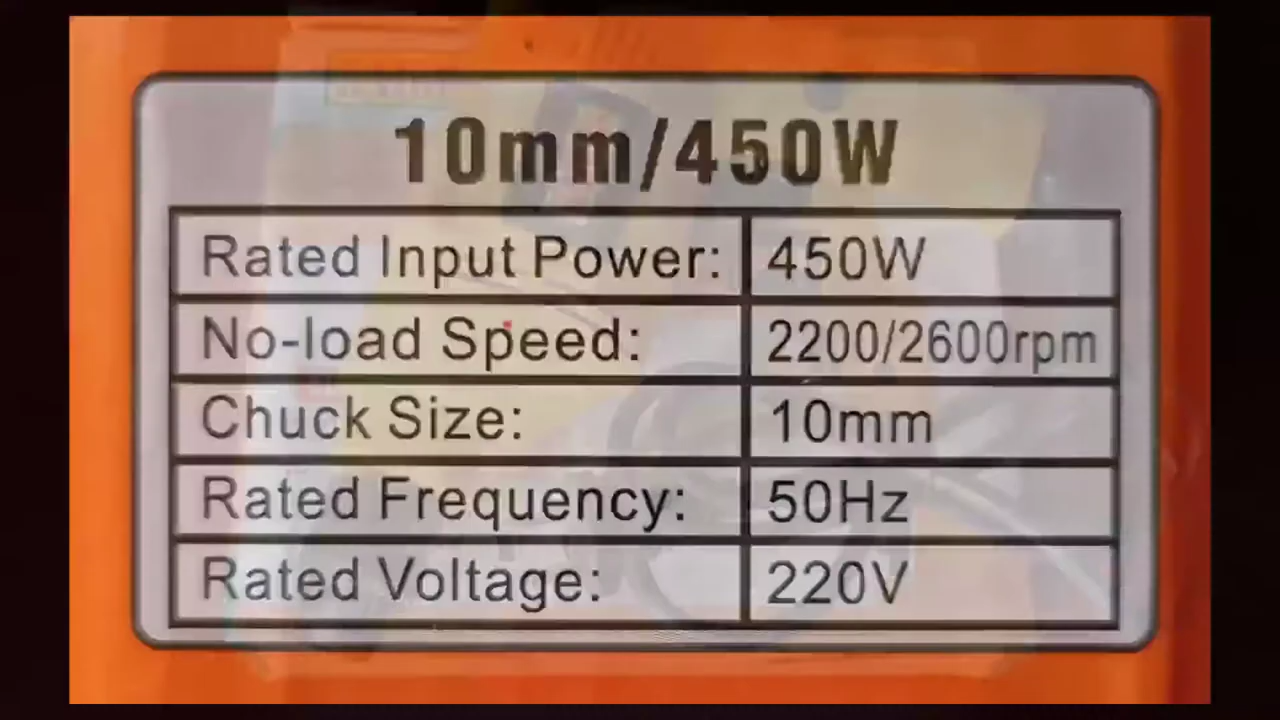 10mm/450W
Rated Input Power: 450W
No-load Speed: 2200/2600rpm
Chuck Size: 10mm
Rated Frequency: 50Hz
Rated Voltage: 220V